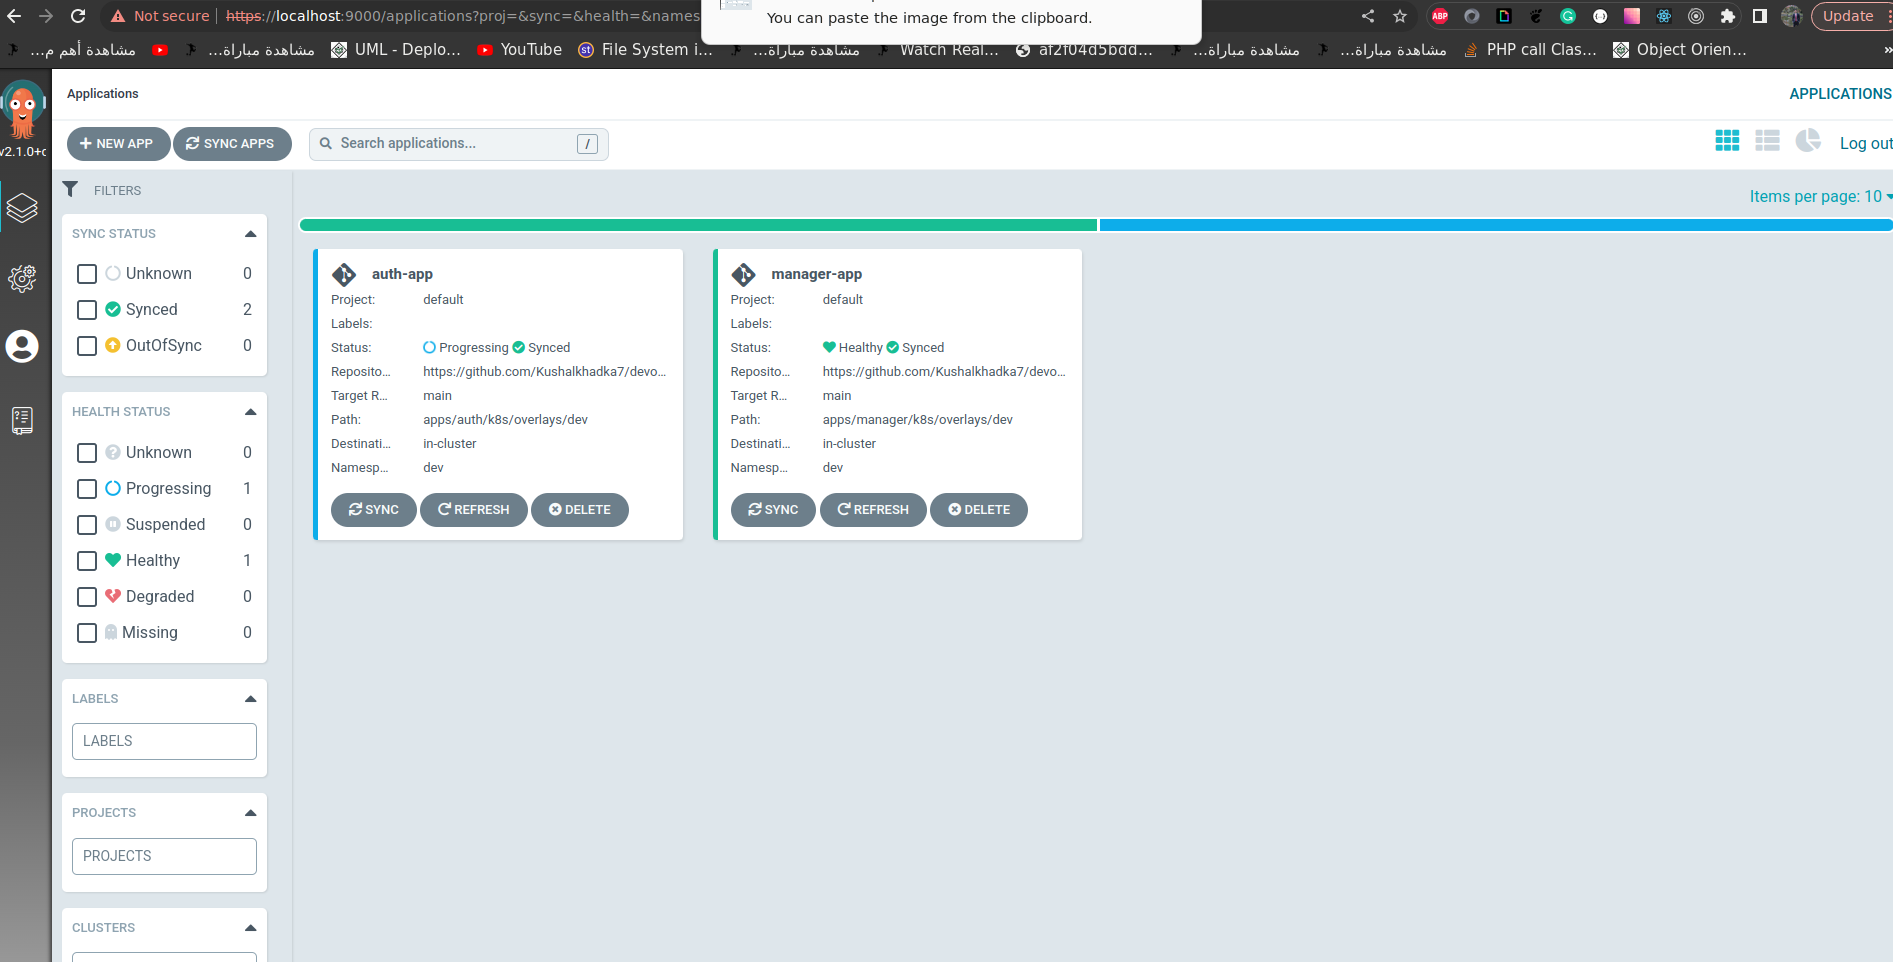 Not secure https://localhost:9000/applications?proj=&sync=&health=&names
You can paste the image from the clipboard.
Update
مشاهدة أهم م...
مشاهدة مباراة...
UML - Deplo...
YouTube
File System i...
مشاهدة مباراة...
Watch Real...
af2f04d5bdd...
مشاهدة مباراة...
مشاهدة مباراة...
PHP call Clas...
Object Orien...
»
Applications
APPLICATIONS
v2.1.0+
NEW APP
SYNC APPS
Search applications...
/
Log out
FILTERS
Items per page: 10
SYNC STATUS
Unknown 0
Synced 2
OutOfSync 0
HEALTH STATUS
Unknown 0
Progressing 1
Suspended 0
Healthy 1
Degraded 0
Missing 0
LABELS
LABELS
PROJECTS
PROJECTS
CLUSTERS
auth-app
Project: default
Labels:
Status: Progressing Synced
Reposito... https://github.com/Kushalkhadka7/devo...
Target R... main
Path: apps/auth/k8s/overlays/dev
Destinati... in-cluster
Namesp... dev
SYNC REFRESH DELETE
manager-app
Project: default
Labels:
Status: Healthy Synced
Reposito... https://github.com/Kushalkhadka7/devo...
Target R... main
Path: apps/manager/k8s/overlays/dev
Destinati... in-cluster
Namesp... dev
SYNC REFRESH DELETE